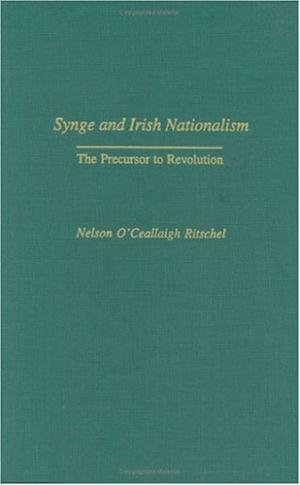 Synge and Irish Nationalism
The Precursor to Revolution
Nelson O'Ceallaigh Ritschel